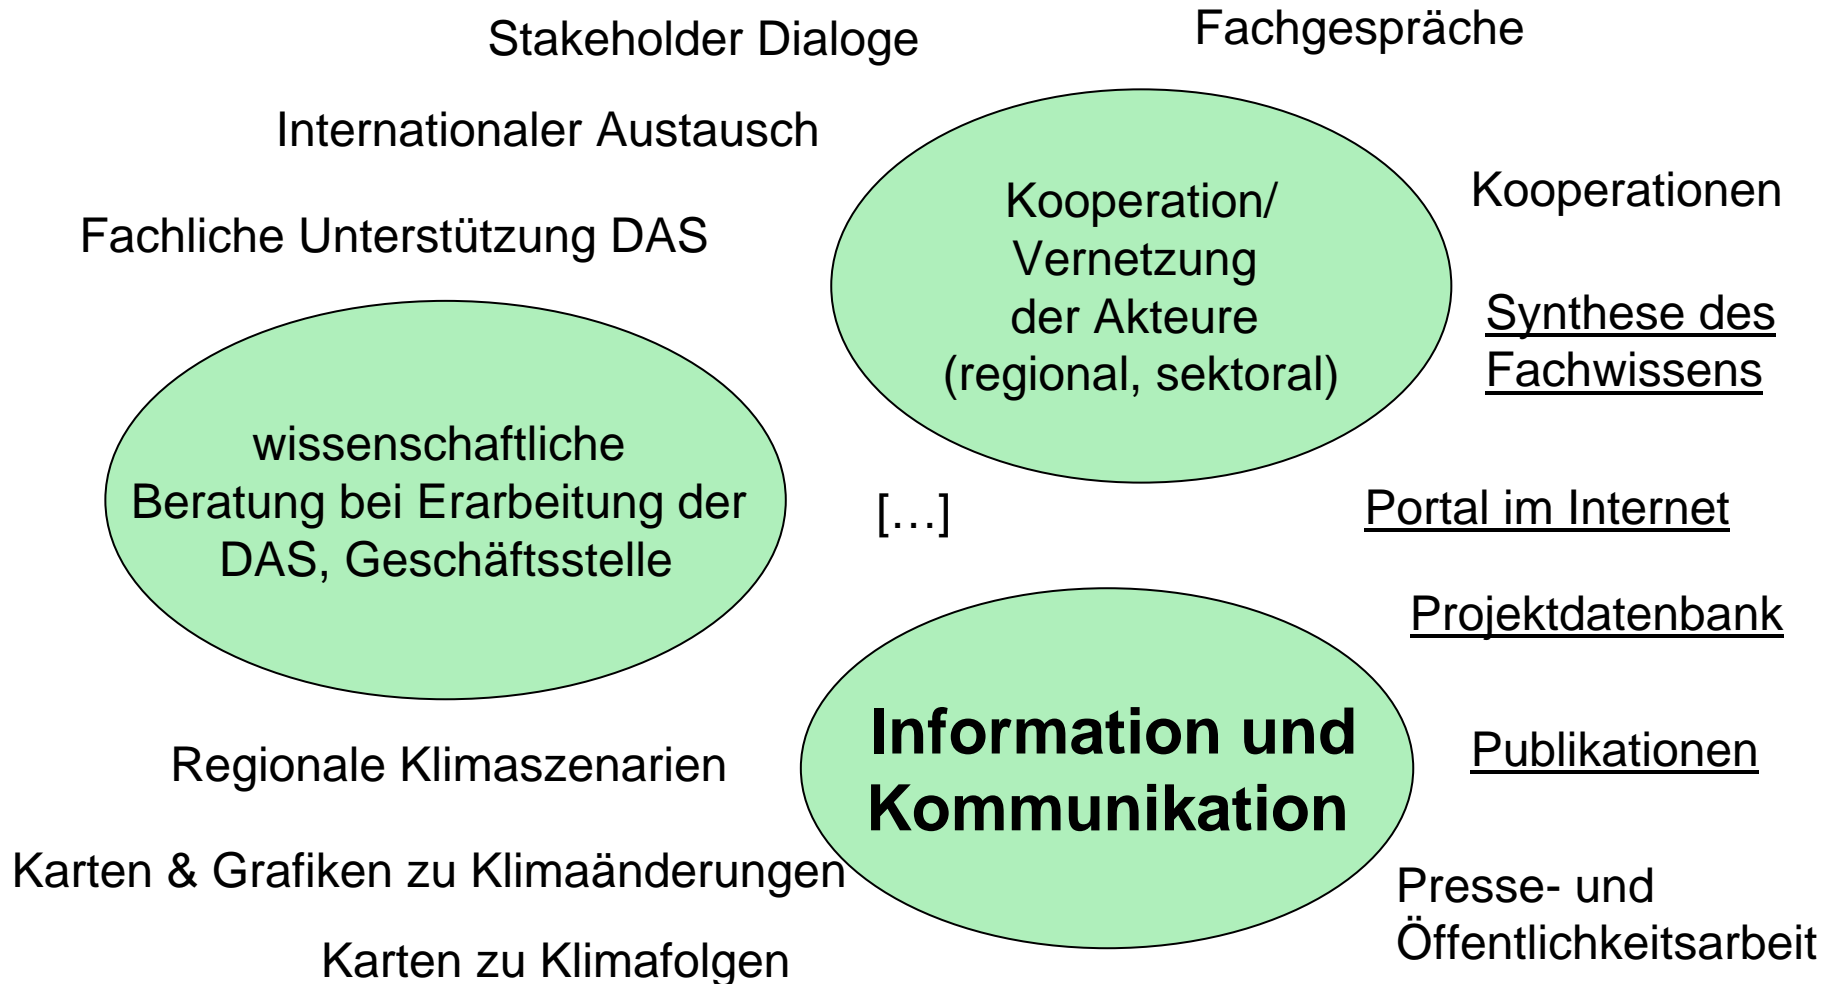 Stakeholder Dialoge
Fachgespräche
Internationaler Austausch
Kooperation/
Vernetzung
der Akteure
(regional, sektoral)
Kooperationen
Fachliche Unterstützung DAS
Synthese des
Fachwissens
wissenschaftliche
Beratung bei Erarbeitung der
DAS, Geschäftsstelle
[…]
Portal im Internet
Projektdatenbank
Information und
Kommunikation
Publikationen
Regionale Klimaszenarien
Karten & Grafiken zu Klimaänderungen
Presse- und
Öffentlichkeitsarbeit
Karten zu Klimafolgen